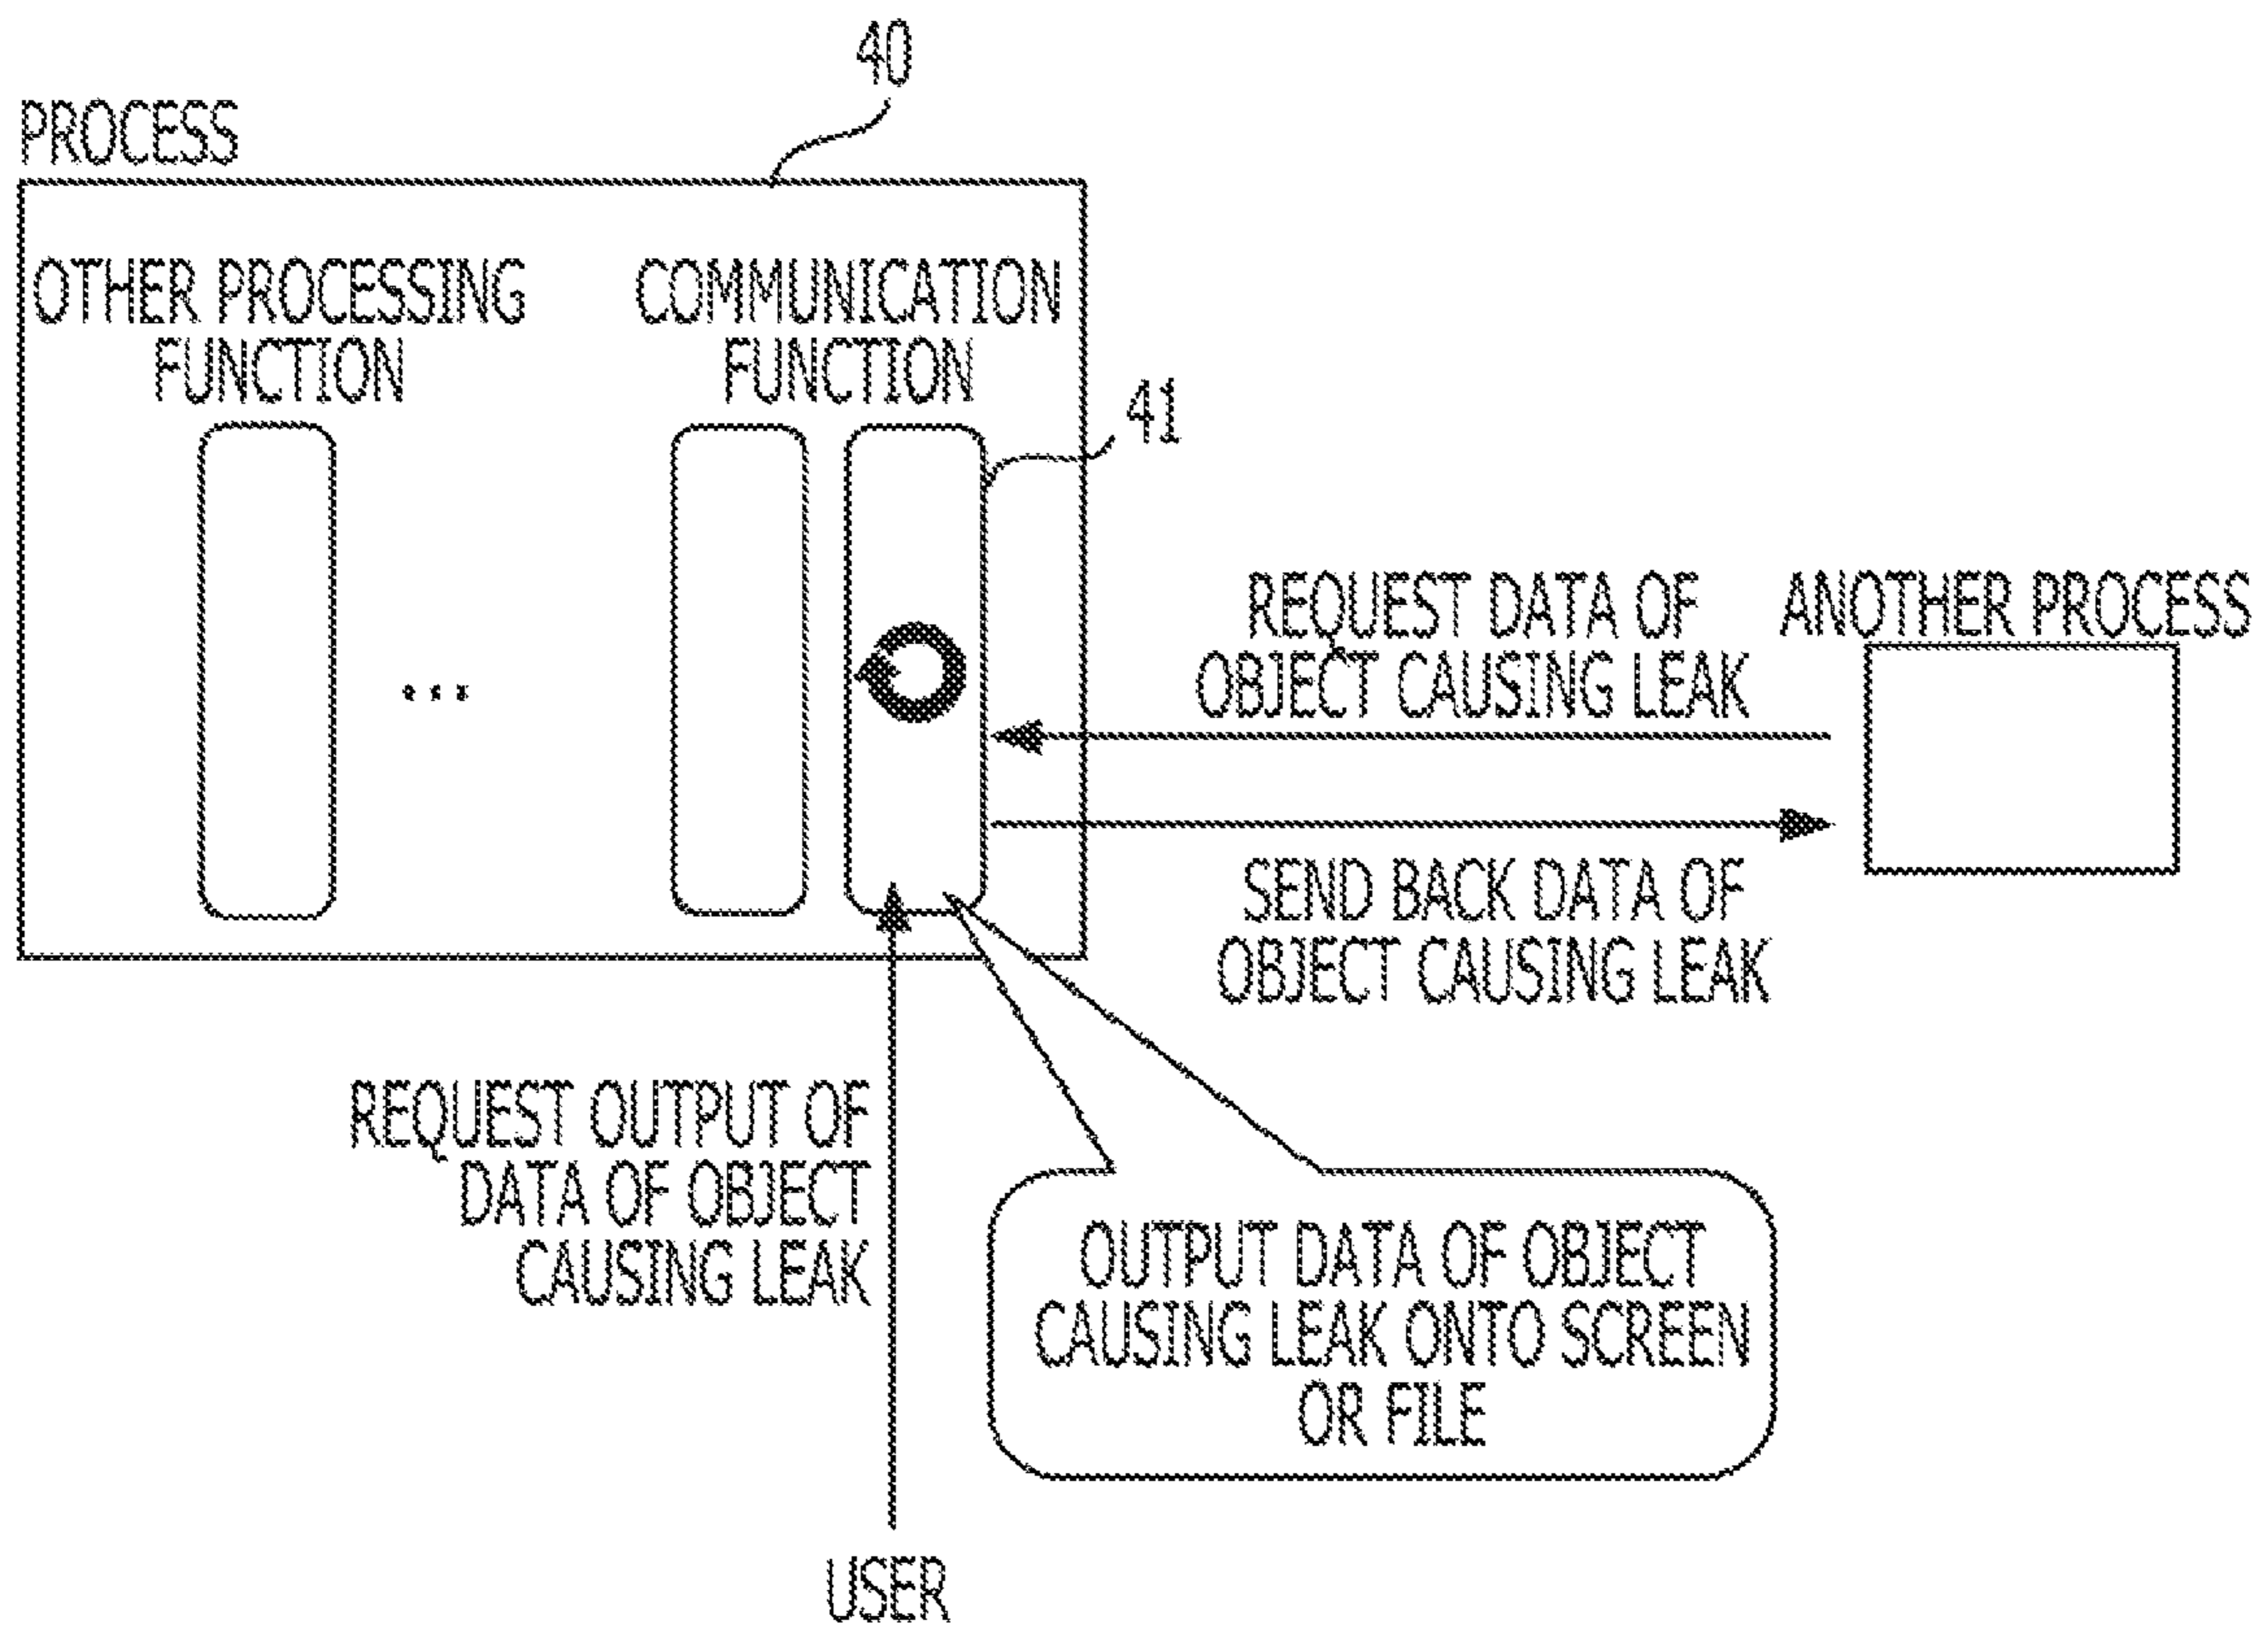 40
PROCESS
OTHER PROCESSING
FUNCTION
COMMUNICATION
FUNCTION
41
...
REQUEST DATA OF
OBJECT CAUSING LEAK
ANOTHER PROCESS
SEND BACK DATA OF
OBJECT CAUSING LEAK
REQUEST OUTPUT OF
DATA OF OBJECT
CAUSING LEAK
OUTPUT DATA OF OBJECT
CAUSING LEAK ONTO SCREEN
OR FILE
USER